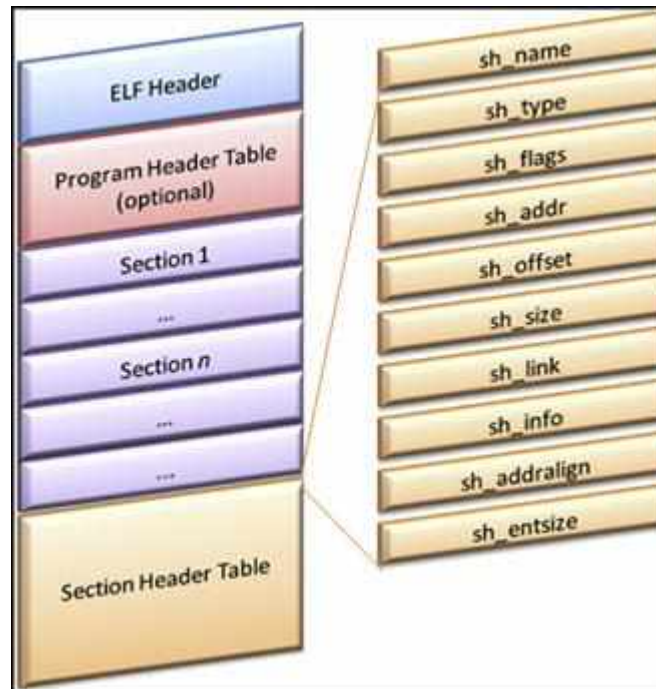 ELF Header
Program Header Table
(optional)
Section 1
...
Section n
...
...
Section Header Table
sh_name
sh_type
sh_flags
sh_addr
sh_offset
sh_size
sh_link
sh_info
sh_addralign
sh_entsize